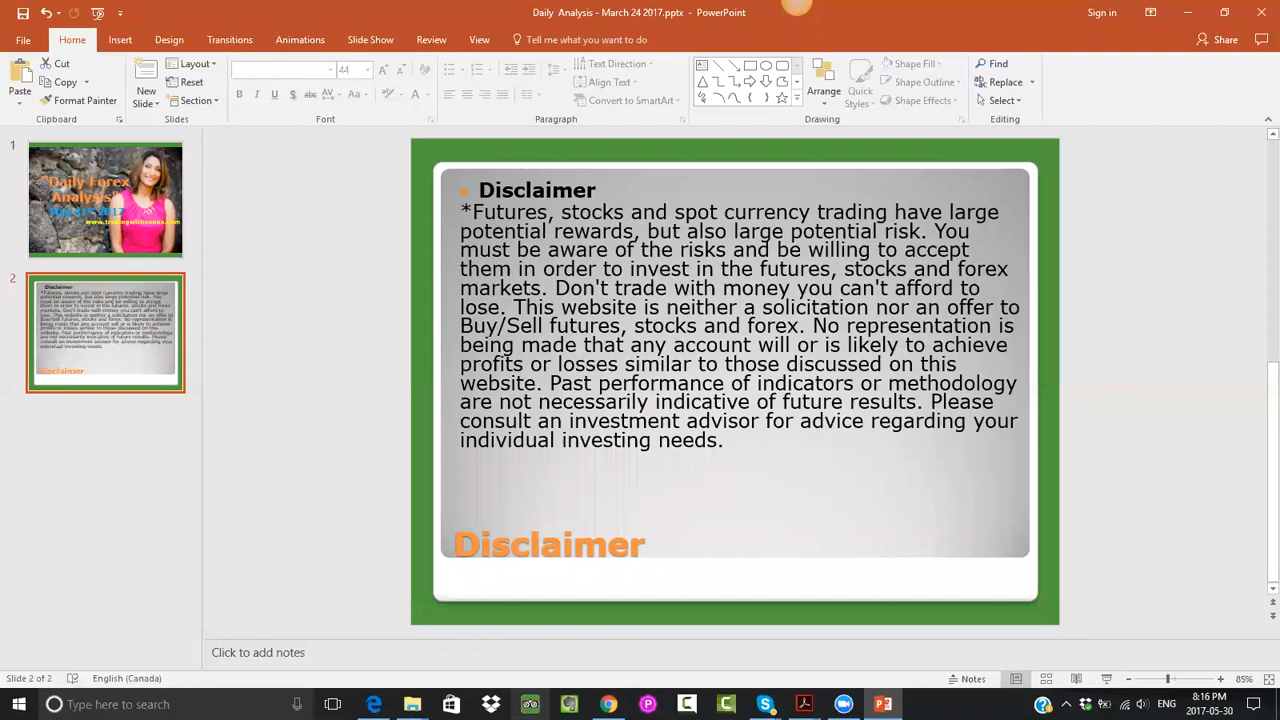 Daily Analysis - March 24 2017.pptx - PowerPoint
Sign in
File
Home
Insert
Design
Transitions
Animations
Slide Show
Review
View
Tell me what you want to do
Share
Paste
Cut
Copy
Format Painter
Clipboard
New
Slide
Layout
Reset
Section
Slides
44
Font
Text Direction
Align Text
Convert to SmartArt
Paragraph
Arrange
Quick
Styles
Shape Fill
Shape Outline
Shape Effects
Drawing
Find
Replace
Select
Editing
1
"Daily Forex
Analysis"
2
Disclaimer
• Disclaimer
*Futures, stocks and spot currency trading have large
potential rewards, but also large potential risk. You
must be aware of the risks and be willing to accept
them in order to invest in the futures, stocks and forex
markets. Don't trade with money you can't afford to
lose. This website is neither a solicitation nor an offer to
Buy/Sell futures, stocks and forex. No representation is
being made that any account will or is likely to achieve
profits or losses similar to those discussed on this
website. Past performance of indicators or methodology
are not necessarily indicative of future results. Please
consult an investment advisor for advice regarding your
individual investing needs.
Disclaimer
Click to add notes
Slide 2 of 2
English (Canada)
Notes
85%
Type here to search
8:16 PM
2017-05-30